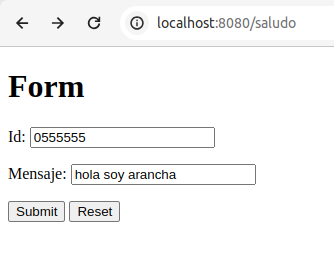 localhost:8080/saludo
Form
Id: 0555555
Mensaje: hola soy arancha
Submit Reset